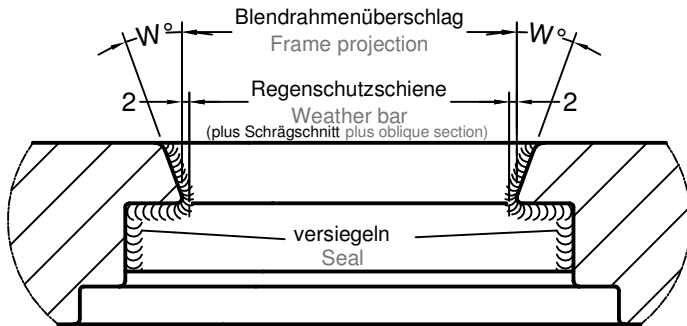 Blendrahmenüberschlag
W° Frame projection W°
Regenschutzschiene
2 Weather bar 2
(plus Schrägschnitt plus oblique section)
versiegeln
Seal